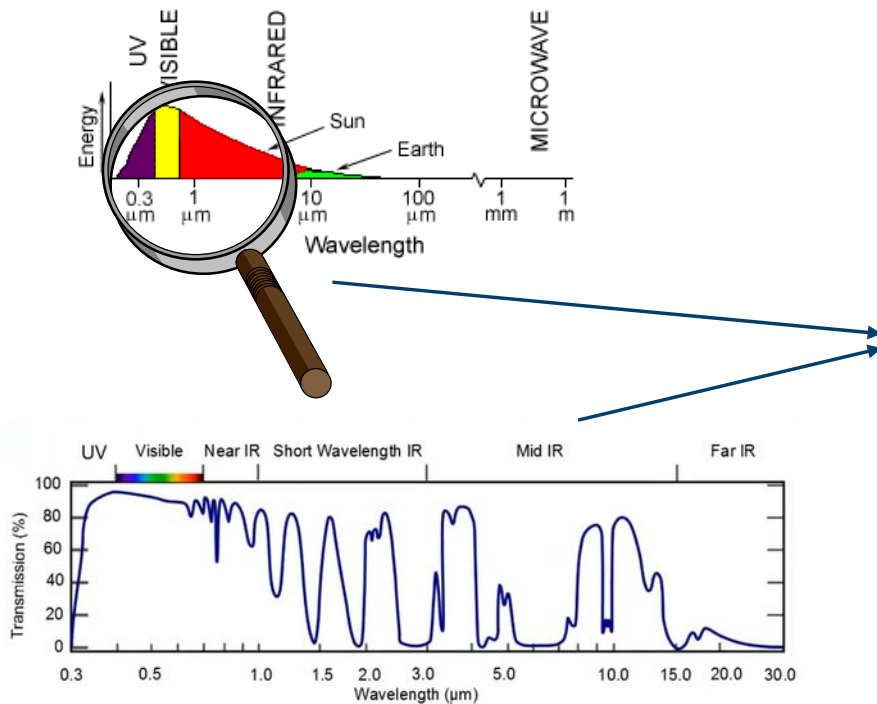 UV
VISIBLE
INFRARED
MICROWAVE
Energy
Sun
Earth
0.3 1 10 100 1 1
μm μm μm μm mm m
Wavelength
UV Visible Near IR Short Wavelength IR Mid IR Far IR
Transmission (%)
100
80
60
40
20
0
0.3 0.5 1.0 1.5 2.0 3.0 5.0 10.0 15.0 20.0 30.0
Wavelength (μm)